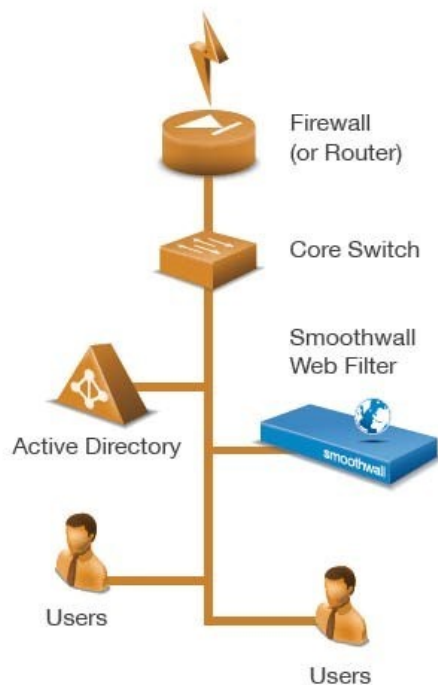 Firewall
(or Router)
Core Switch
Smoothwall
Web Filter
smoothwall
Active Directory
Users
Users